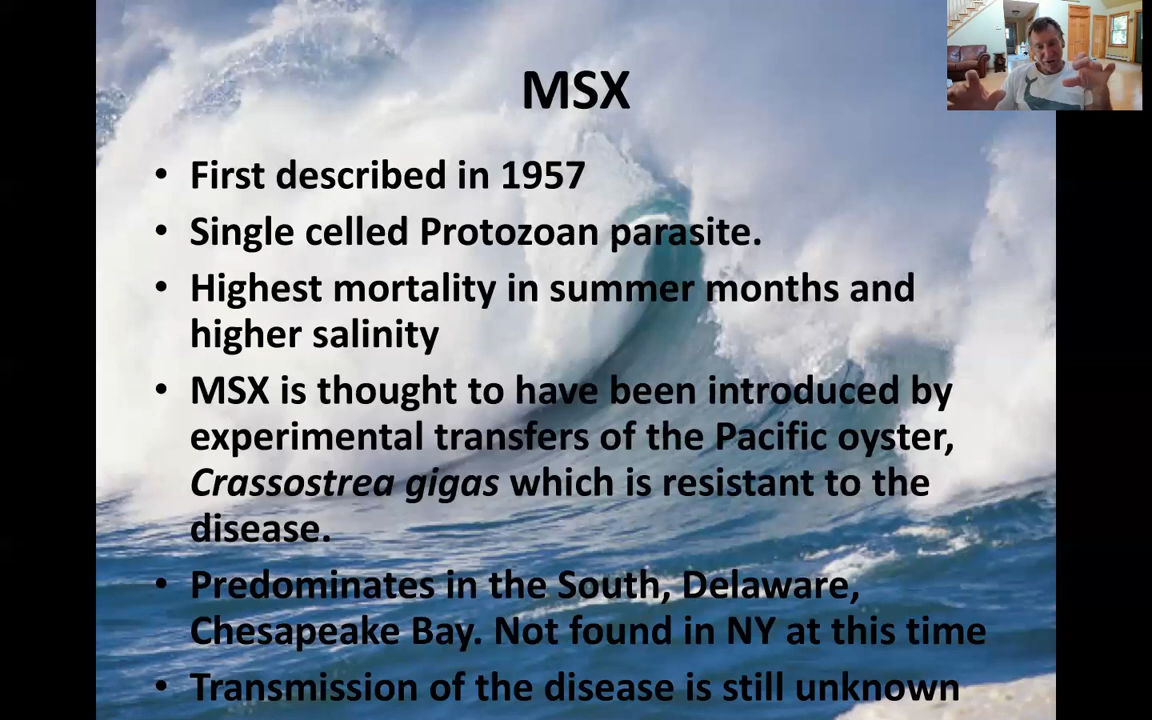 MSX
• First described in 1957
• Single celled Protozoan parasite.
• Highest mortality in summer months and
higher salinity
• MSX is thought to have been introduced by
experimental transfers of the Pacific oyster,
Crassostrea gigas which is resistant to the
disease.
• Predominates in the South, Delaware,
Chesapeake Bay. Not found in NY at this time
• Transmission of the disease is still unknown